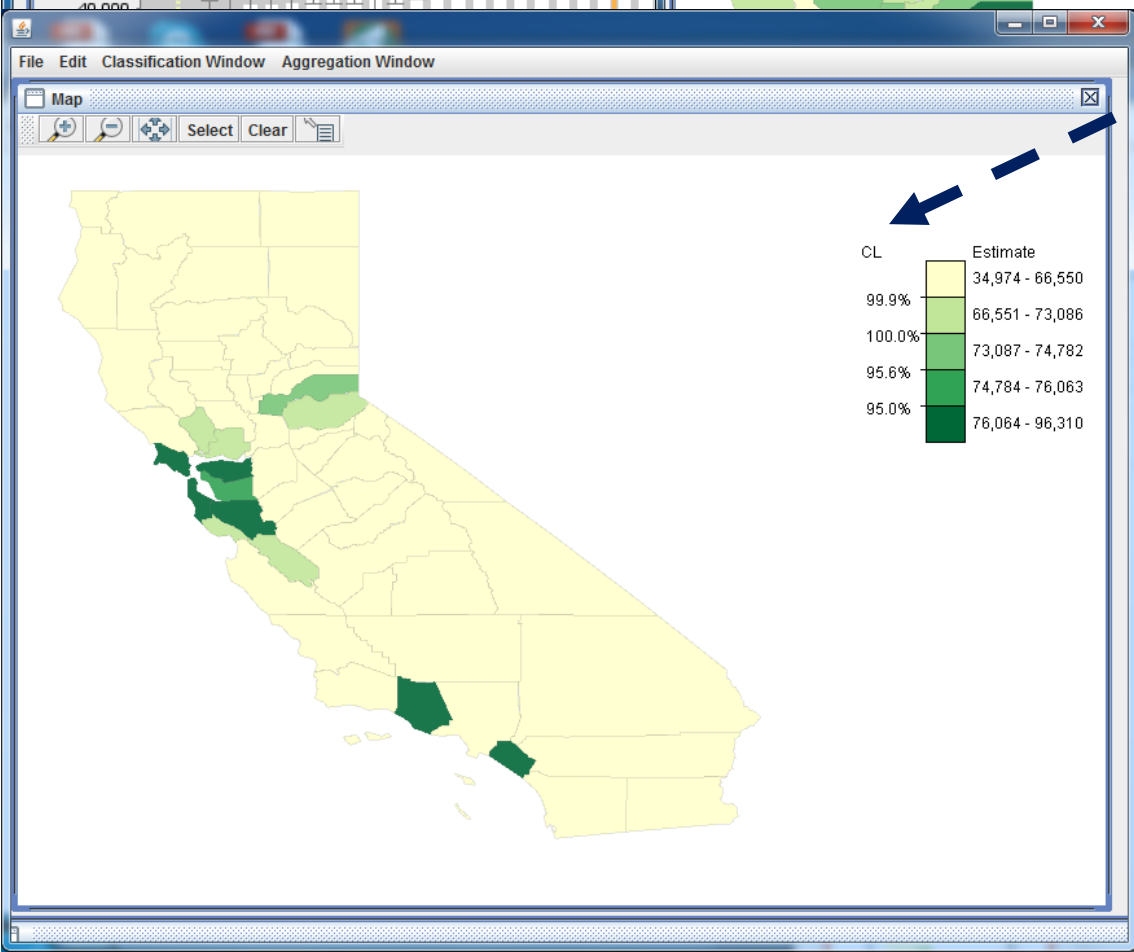 40,000
File Edit Classification Window Aggregation Window
Map
Select Clear
CL Estimate
34,974 - 66,550
99.9%
66,551 - 73,086
100.0%
73,087 - 74,782
95.6%
74,784 - 76,063
95.0%
76,064 - 96,310